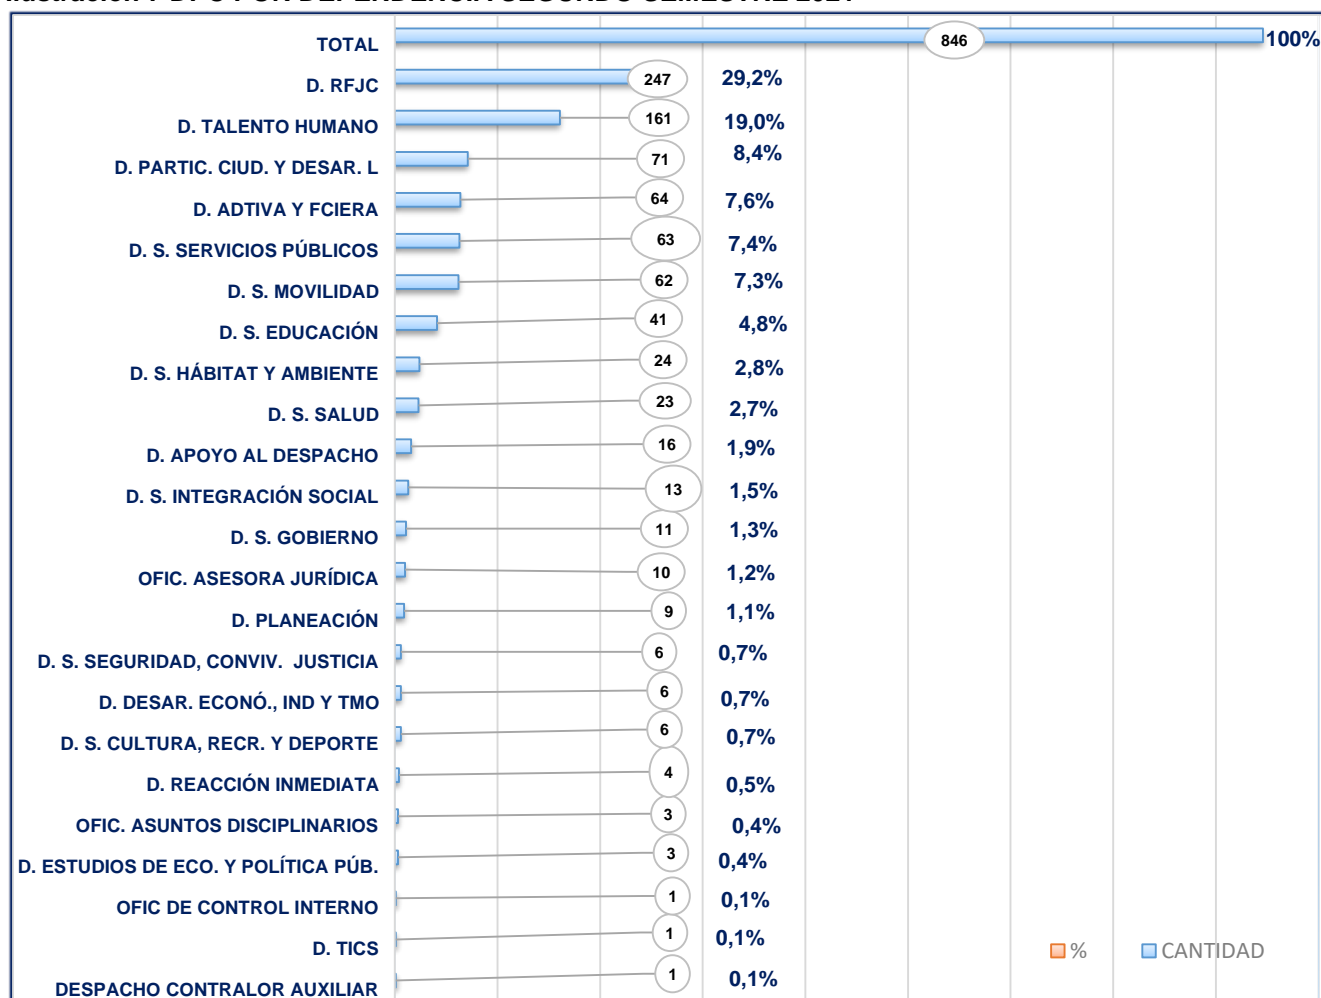 TOTAL 846 100%
D. RFJC 247 29,2%
D. TALENTO HUMANO 161 19,0%
D. PARTIC. CIUD. Y DESAR. L 71 8,4%
D. ADTIVA Y FCIERA 64 7,6%
D. S. SERVICIOS PÚBLICOS 63 7,4%
D. S. MOVILIDAD 62 7,3%
D. S. EDUCACIÓN 41 4,8%
D. S. HÁBITAT Y AMBIENTE 24 2,8%
D. S. SALUD 23 2,7%
D. APOYO AL DESPACHO 16 1,9%
D. S. INTEGRACIÓN SOCIAL 13 1,5%
D. S. GOBIERNO 11 1,3%
OFIC. ASESORA JURÍDICA 10 1,2%
D. PLANEACIÓN 9 1,1%
D. S. SEGURIDAD, CONVIV. JUSTICIA 6 0,7%
D. DESAR. ECONÓ., IND Y TMO 6 0,7%
D. S. CULTURA, RECR. Y DEPORTE 6 0,7%
D. REACCIÓN INMEDIATA 4 0,5%
OFIC. ASUNTOS DISCIPLINARIOS 3 0,4%
D. ESTUDIOS DE ECO. Y POLÍTICA PÚB. 3 0,4%
OFIC DE CONTROL INTERNO 1 0,1%
D. TICS 1 0,1%
% CANTIDAD
DESPACHO CONTRALOR AUXILIAR 1 0,1%